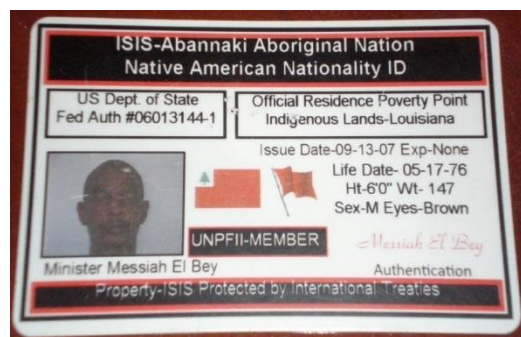 ISIS-Abannaki Aboriginal Nation
Native American Nationality ID
US Dept. of State
Fed Auth #06013144-1
Official Residence Poverty Point
Indigenous Lands-Louisiana
Issue Date-09-13-07 Exp-None
Life Date- 05-17-76
Ht-6'0" Wt- 147
Sex-M Eyes-Brown
UNPFII-MEMBER
Messiah El Bey
Minister Messiah El Bey
Authentication
Property-ISIS Protected by International Treaties